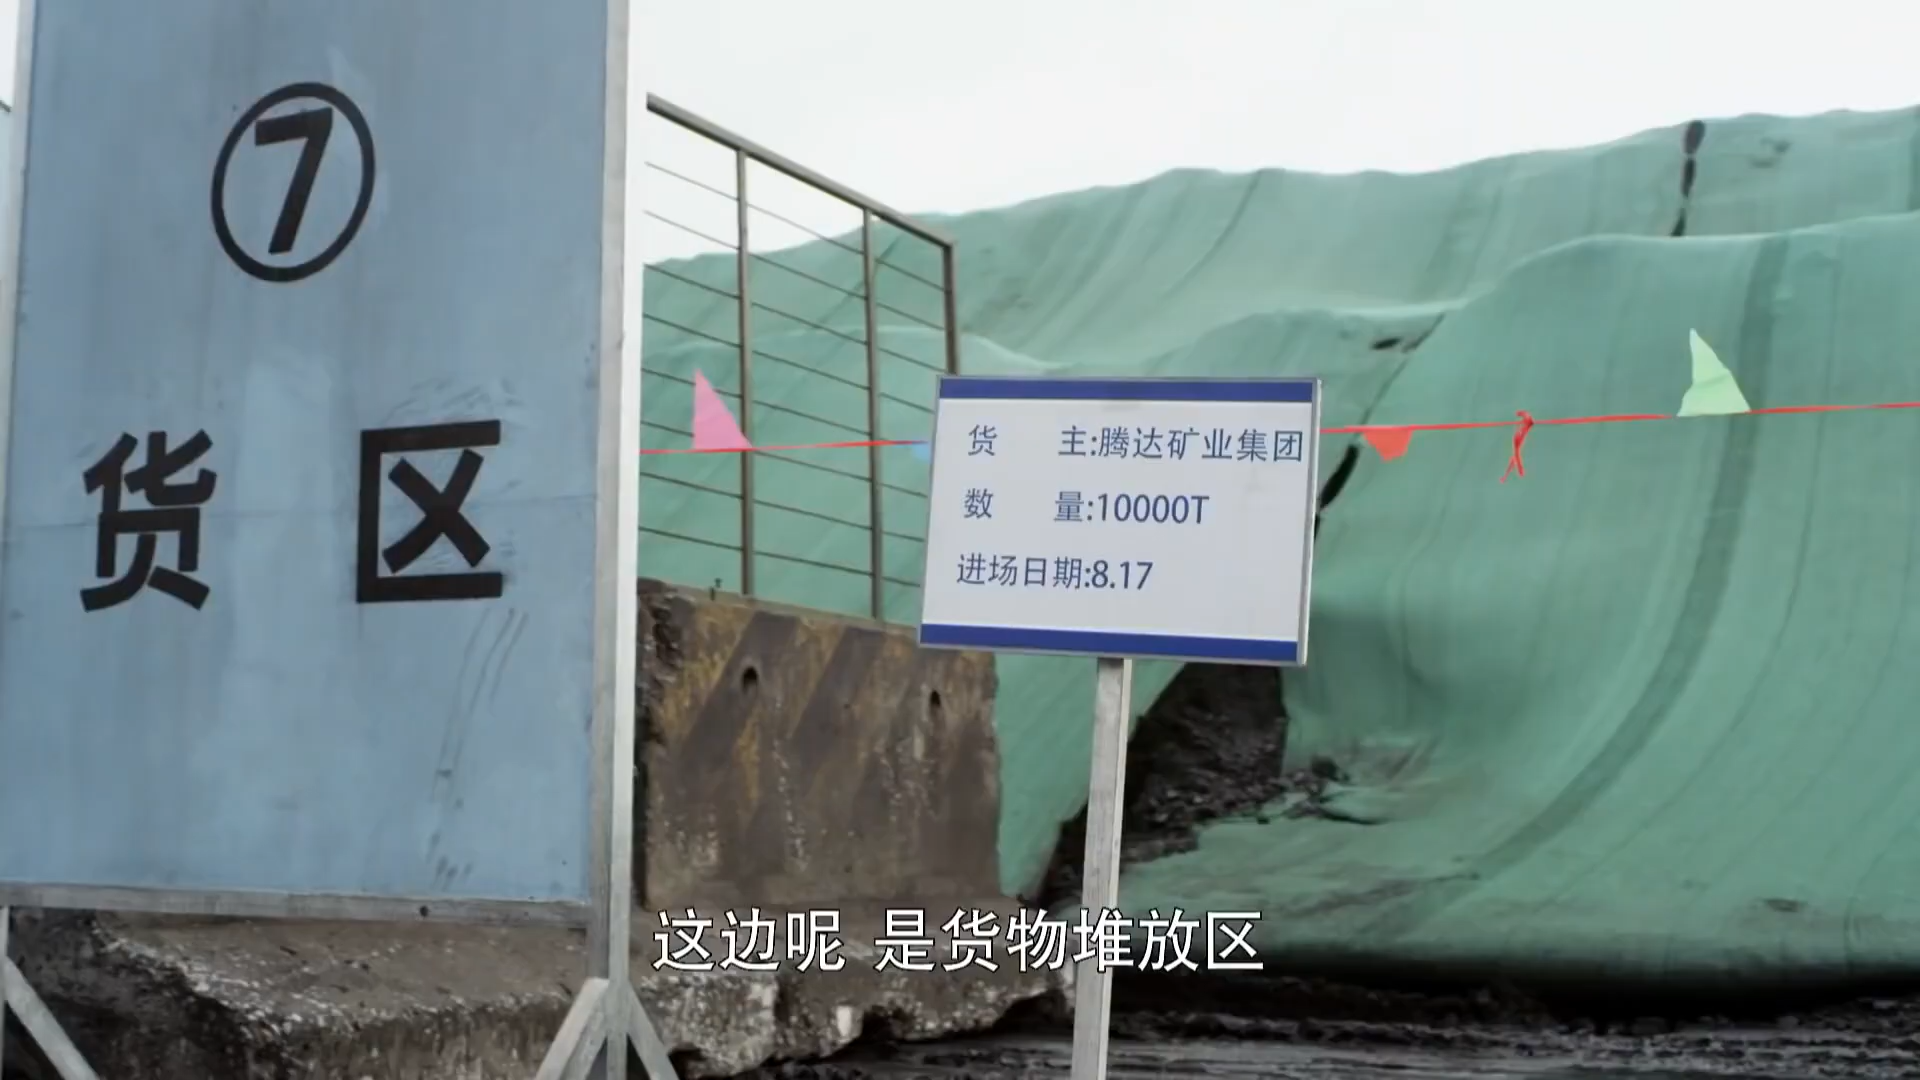 ⑦
货 区
货 主:腾达矿业集团
数 量:10000T
进场日期:8.17
这边呢 是货物堆放区